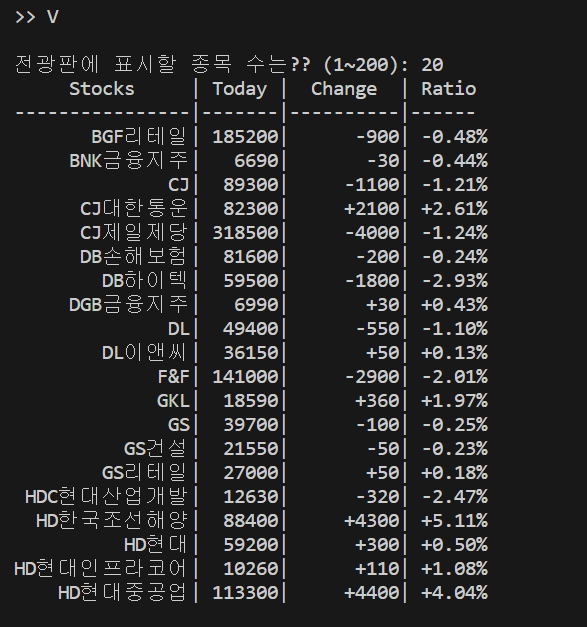 >> V
전광판에 표시할 종목 수는?? (1~200): 20
Stocks | Today | Change | Ratio
----------------|-------|----------|------
BGF리테일| 185200| -900| -0.48%
BNK금융지주| 6690| -30| -0.44%
CJ| 89300| -1100| -1.21%
CJ대한통운| 82300| +2100| +2.61%
CJ제일제당| 318500| -4000| -1.24%
DB손해보험| 81600| -200| -0.24%
DB하이텍| 59500| -1800| -2.93%
DGB금융지주| 6990| +30| +0.43%
DL| 49400| -550| -1.10%
DL이앤씨| 36150| +50| +0.13%
F&F| 141000| -2900| -2.01%
GKL| 18590| +360| +1.97%
GS| 39700| -100| -0.25%
GS건설| 21550| -50| -0.23%
GS리테일| 27000| +50| +0.18%
HDC현대산업개발| 12630| -320| -2.47%
HD한국조선해양| 88400| +4300| +5.11%
HD현대| 59200| +300| +0.50%
HD현대인프라코어| 10260| +110| +1.08%
HD현대중공업| 113300| +4400| +4.04%